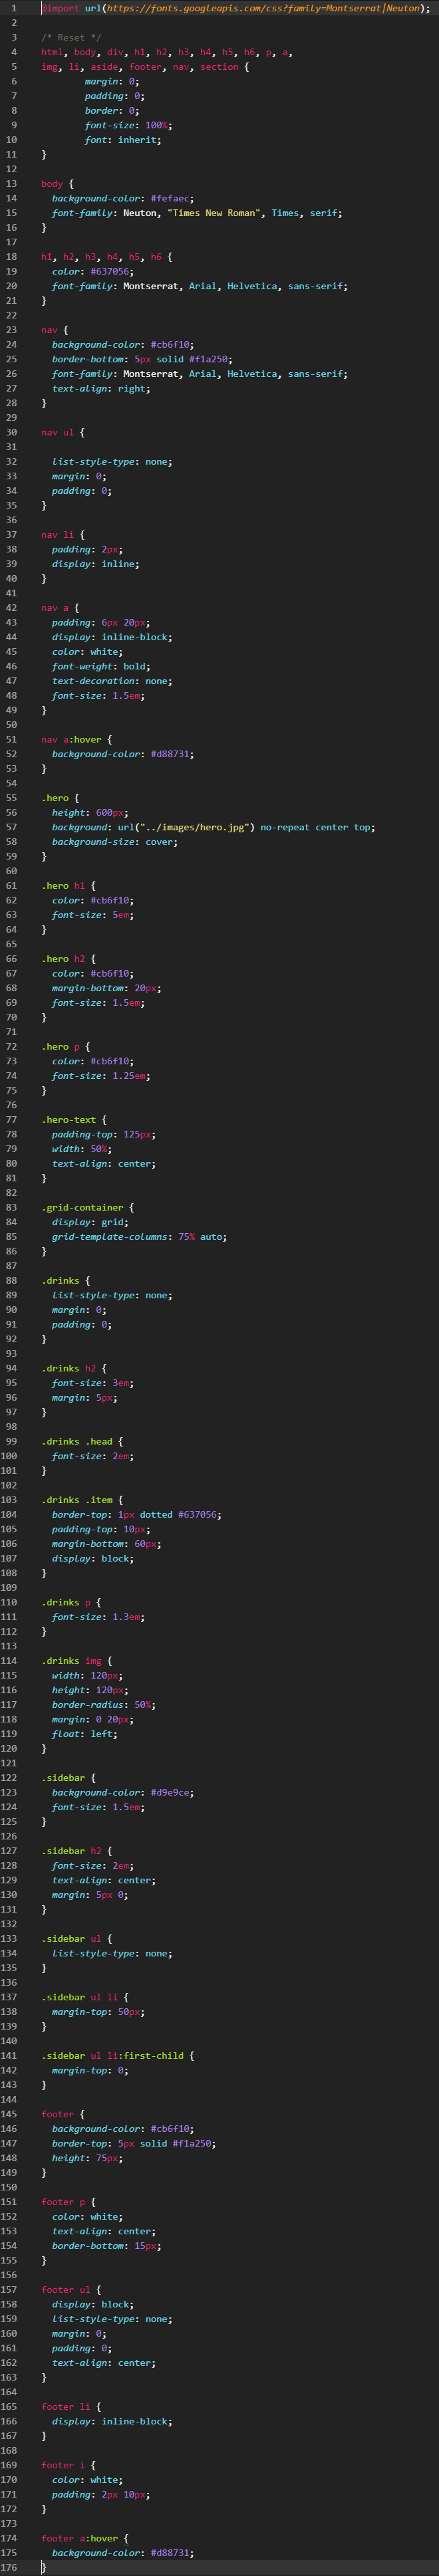 1 @import url(https://fonts.googleapis.com/css?family=Montserrat|Neuton);
2
3 /* Reset */
4 html, body, div, h1, h2, h3, h4, h5, h6, p, a,
5 img, li, aside, footer, nav, section {
6 margin: 0;
7 padding: 0;
8 border: 0;
9 font-size: 100%;
10 font: inherit;
11 }
12
13 body {
14 background-color: #fefaec;
15 font-family: Neuton, "Times New Roman", Times, serif;
16 }
17
18 h1, h2, h3, h4, h5, h6 {
19 color: #637056;
20 font-family: Montserrat, Arial, Helvetica, sans-serif;
21 }
22
23 nav {
24 background-color: #cb6f10;
25 border-bottom: 5px solid #f1a250;
26 font-family: Montserrat, Arial, Helvetica, sans-serif;
27 text-align: right;
28 }
29
30 nav ul {
31
32 list-style-type: none;
33 margin: 0;
34 padding: 0;
35 }
36
37 nav li {
38 padding: 2px;
39 display: inline;
40 }
41
42 nav a {
43 padding: 6px 20px;
44 display: inline-block;
45 color: white;
46 font-weight: bold;
47 text-decoration: none;
48 font-size: 1.5em;
49 }
50
51 nav a:hover {
52 background-color: #d88731;
53 }
54
55 .hero {
56 height: 600px;
57 background: url("../images/hero.jpg") no-repeat center top;
58 background-size: cover;
59 }
60
61 .hero h1 {
62 color: #cb6f10;
63 font-size: 5em;
64 }
65
66 .hero h2 {
67 color: #cb6f10;
68 margin-bottom: 20px;
69 font-size: 1.5em;
70 }
71
72 .hero p {
73 color: #cb6f10;
74 font-size: 1.25em;
75 }
76
77 .hero-text {
78 padding-top: 125px;
79 width: 50%;
80 text-align: center;
81 }
82
83 .grid-container {
84 display: grid;
85 grid-template-columns: 75% auto;
86 }
87
88 .drinks {
89 list-style-type: none;
90 margin: 0;
91 padding: 0;
92 }
93
94 .drinks h2 {
95 font-size: 3em;
96 margin: 5px;
97 }
98
99 .drinks .head {
100 font-size: 2em;
101 }
102
103 .drinks .item {
104 border-top: 1px dotted #637056;
105 padding-top: 10px;
106 margin-bottom: 60px;
107 display: block;
108 }
109
110 .drinks p {
111 font-size: 1.3em;
112 }
113
114 .drinks img {
115 width: 120px;
116 height: 120px;
117 border-radius: 50%;
118 margin: 0 20px;
119 float: left;
120 }
121
122 .sidebar {
123 background-color: #d9e9ce;
124 font-size: 1.5em;
125 }
126
127 .sidebar h2 {
128 font-size: 2em;
129 text-align: center;
130 margin: 5px 0;
131 }
132
133 .sidebar ul {
134 list-style-type: none;
135 }
136
137 .sidebar ul li {
138 margin-top: 50px;
139 }
140
141 .sidebar ul li:first-child {
142 margin-top: 0;
143 }
144
145 footer {
146 background-color: #cb6f10;
147 border-top: 5px solid #f1a250;
148 height: 75px;
149 }
150
151 footer p {
152 color: white;
153 text-align: center;
154 border-bottom: 15px;
155 }
156
157 footer ul {
158 display: block;
159 list-style-type: none;
160 margin: 0;
161 padding: 0;
162 text-align: center;
163 }
164
165 footer li {
166 display: inline-block;
167 }
168
169 footer i {
170 color: white;
171 padding: 2px 10px;
172 }
173
174 footer a:hover {
175 background-color: #d88731;
176 }